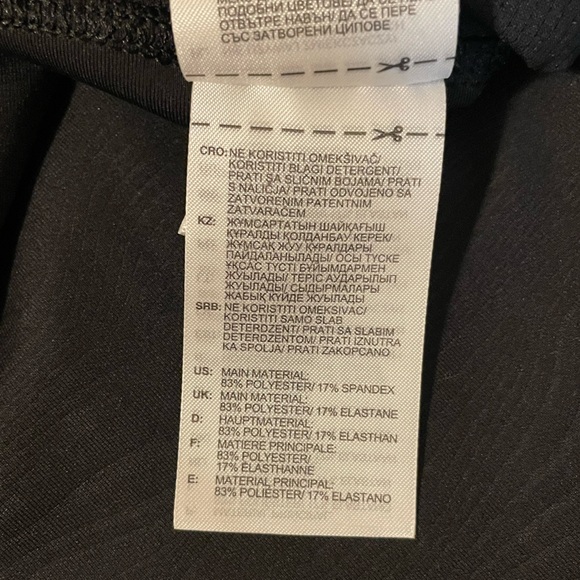 ПОДОБНИ ЦВЕТОВЕ/ ДА СЕ
ОТВЪТРЕ НАВЪН/ ДА СЕ ПЕРЕ
СЪС ЗАТВОРЕНИ ЦИПОВЕ
CRO: NE KORISTITI OMEKŠIVAČ/
KORISTITI BLAGI DETERGENT/
PRATI SA SLIČNIM BOJAMA/ PRATI
S NALIČJA/ PRATI ODVOJENO SA
ZATVORENIM PATENTNIM
ZATVARAČEM
KZ: ЖҰМСАРТАТЫН ШАЙҚАҒЫШ
ҚҰРАЛДЫ ҚОЛДАНБАУ КЕРЕК/
ЖҰМСАҚ ЖУУ ҚҰРАЛДАРЫ
ПАЙДАЛАНЫЛАДЫ/ ОСЫ ТҮСКЕ
ҰҚСАС ТҮСТІ БҰЙЫМДАРМЕН
ЖУЫЛАДЫ/ ТЕРІС АУДАРЫЛЫП
ЖУЫЛАДЫ/ СЫДЫРМАЛАРЫ
ЖАБЫҚ КҮЙДЕ ЖУЫЛАДЫ
SRB: NE KORISTITI OMEKSIVAC/
KORISTITI SAMO SLAB
DETERDZENT/ PRATI SA SLABIM
DETERDZENTOM/ PRATI IZNUTRA
KA SPOLJA/ PRATI ZAKOPCANO
US: MAIN MATERIAL:
83% POLYESTER/ 17% SPANDEX
UK: MAIN MATERIAL:
83% POLYESTER/ 17% ELASTANE
D: HAUPTMATERIAL:
83% POLYESTER/ 17% ELASTHAN
F: MATIERE PRINCIPALE:
83% POLYESTER/
17% ELASTHANNE
E: MATERIAL PRINCIPAL:
83% POLIESTER/ 17% ELASTANO